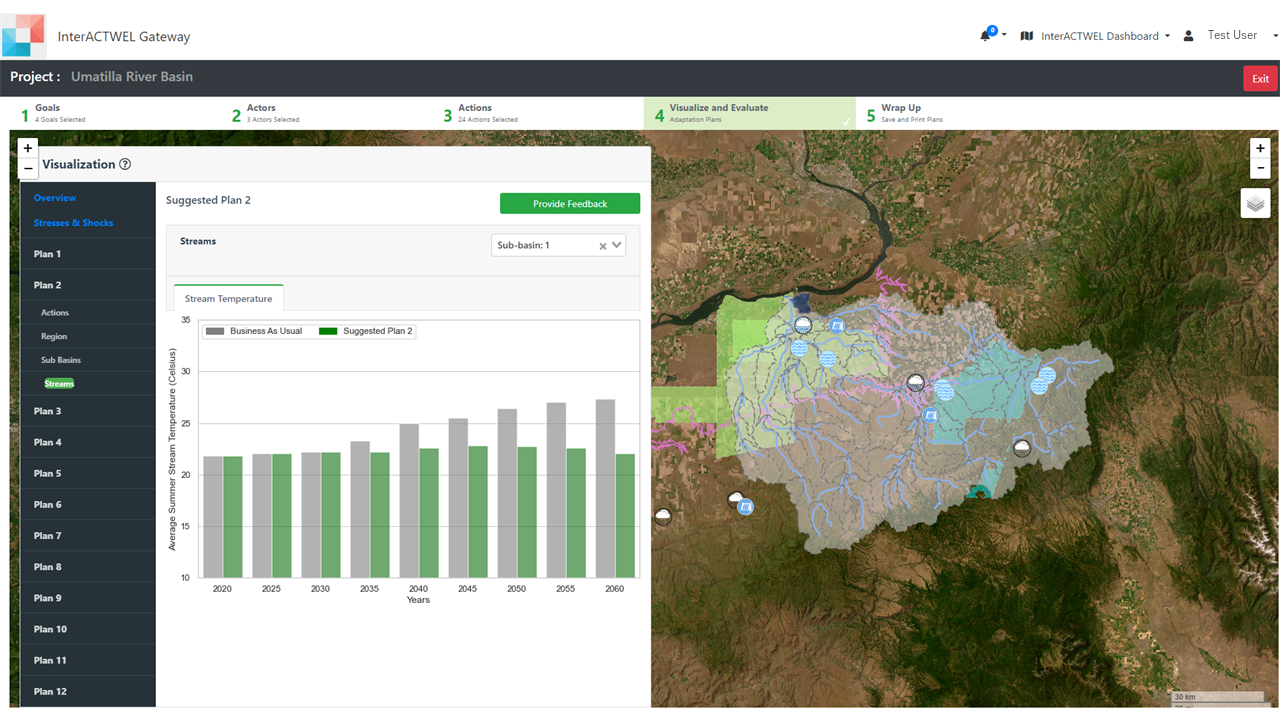 InterACTWEL Gateway
0
InterACTWEL Dashboard
Test User
Project : Umatilla River Basin
Exit
1 Goals
4 Goals Selected
2 Actors
3 Actors Selected
3 Actions
24 Actions Selected
4 Visualize and Evaluate
Adaptation Plans
5 Wrap Up
Save and Print Plans
+
−
Visualization ?
Overview
Stresses & Shocks
Plan 1
Plan 2
Actions
Region
Sub Basins
Streams
Plan 3
Plan 4
Plan 5
Plan 6
Plan 7
Plan 8
Plan 9
Plan 10
Plan 11
Plan 12
Suggested Plan 2
Provide Feedback
Streams
Sub-basin: 1
Stream Temperature
Business As Usual
Suggested Plan 2
Average Summer Stream Temperature (Celsius)
35
30
25
20
15
10
2020 2025 2030 2035 2040 2045 2050 2055 2060
Years
+
−
30 km